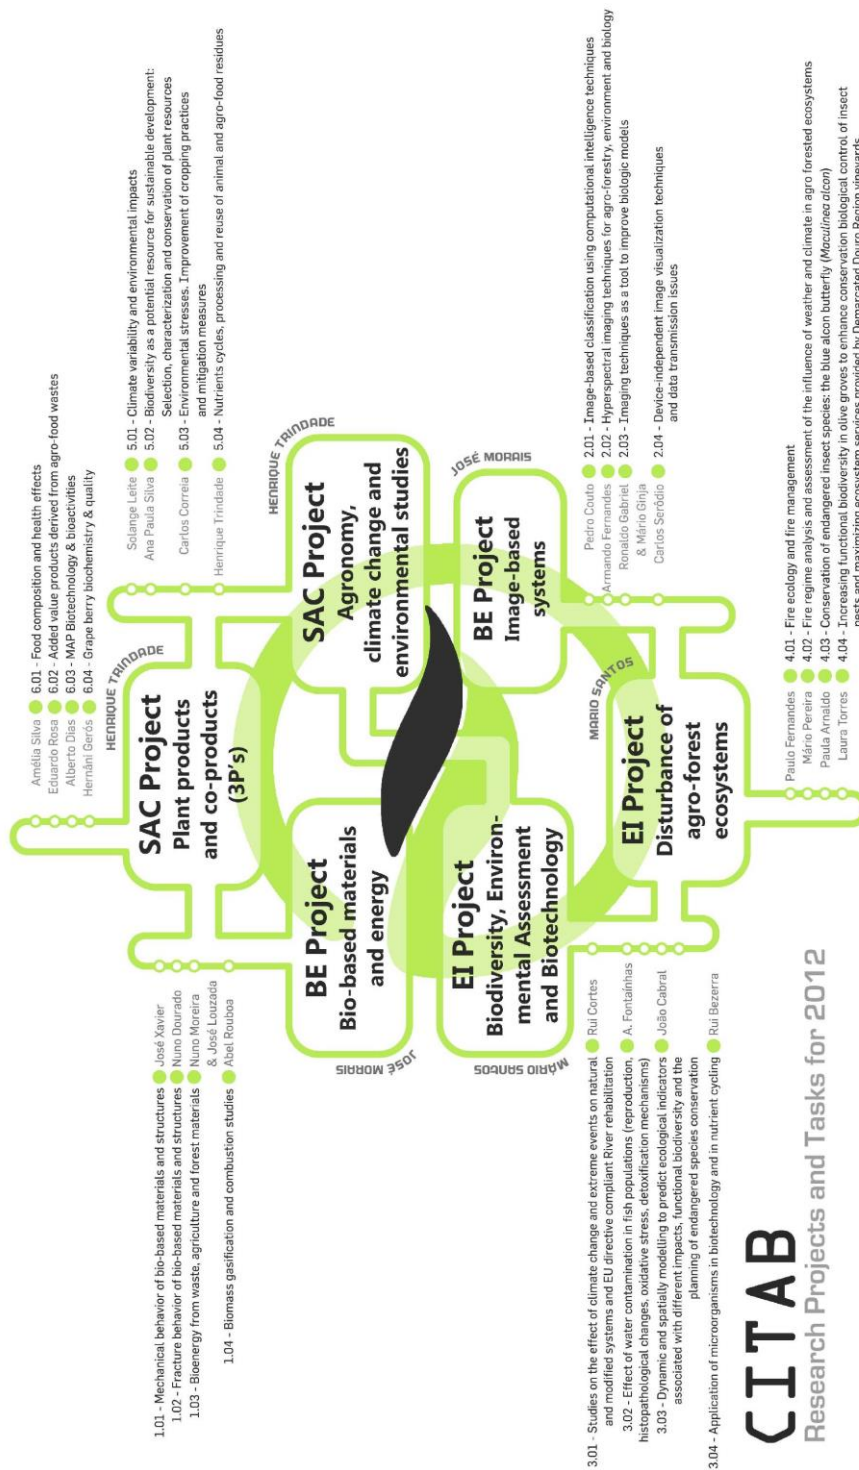 1.01 - Mechanical behavior of bio-based materials and structures José Xavier
1.02 - Fracture behavior of bio-based materials and structures Nuno Dourado
1.03 - Bioenergy from waste, agriculture and forest materials Nuno Moreira
& José Louzada
1.04 - Biomass gasification and combustion studies Abel Rouboa
Amélia Silva 6.01 - Food composition and health effects
Eduardo Rosa 6.02 - Added value products derived from agro-food wastes
Alberto Dias 6.03 - MAP Biotechnology & bioactivities
Hernâni Gerós 6.04 - Grape berry biochemistry & quality
HENRIQUE TRINDADE
SAC Project
Plant products
and co-products
(3P's)
Solange Leite 5.01 - Climate variability and environmental impacts
Ana Paula Silva 5.02 - Biodiversity as a potential resource for sustainable development:
Selection, characterization and conservation of plant resources
Carlos Correia 5.03 - Environmental stresses. Improvement of cropping practices
and mitigation measures
Henrique Trindade 5.04 - Nutrients cycles, processing and reuse of animal and agro-food residues
JOSÉ MORAIS
BE Project
Bio-based materials
and energy
HENRIQUE TRINDADE
SAC Project
Agronomy,
climate change and
environmental studies
MÁRIO SANTOS
EI Project
Biodiversity, Environ-
mental Assessment
and Biotechnology
JOSÉ MORAIS
BE Project
Image-based
systems
Pedro Couto 2.01 - Image-based classification using computational intelligence techniques
Armando Fernandes 2.02 - Hyperspectral imaging techniques for agro-forestry, environment and biology
Ronaldo Gabriel 2.03 - Imaging techniques as a tool to improve biologic models
& Mário Ginja
Carlos Seródio 2.04 - Device-independent image visualization techniques
and data transmission issues
3.01 - Studies on the effect of climate change and extreme events on natural Rui Cortes
and modified systems and EU directive compliant River rehabilitation
3.02 - Effect of water contamination in fish populations (reproduction, A. Fontaínhas
histopathological changes, oxidative stress, detoxification mechanisms)
3.03 - Dynamic and spatially modelling to predict ecological indicators João Cabral
associated with different impacts, functional biodiversity and the
planning of endangered species conservation
3.04 - Application of microorganisms in biotechnology and in nutrient cycling Rui Bezerra
MARIO SANTOS
EI Project
Disturbance of
agro-forest
ecosystems
Paulo Fernandes 4.01 - Fire ecology and fire management
Mário Pereira 4.02 - Fire regime analysis and assessment of the influence of weather and climate in agro forested ecosystems
Paula Arnaldo 4.03 - Conservation of endangered insect species: the blue alcon butterfly (Maculinea alcon)
Laura Torres 4.04 - Increasing functional biodiversity in olive groves to enhance conservation biological control of insect
pests and maximizing ecosystem services provided by Demarcated Douro Region vineyards
CITAB
Research Projects and Tasks for 2012